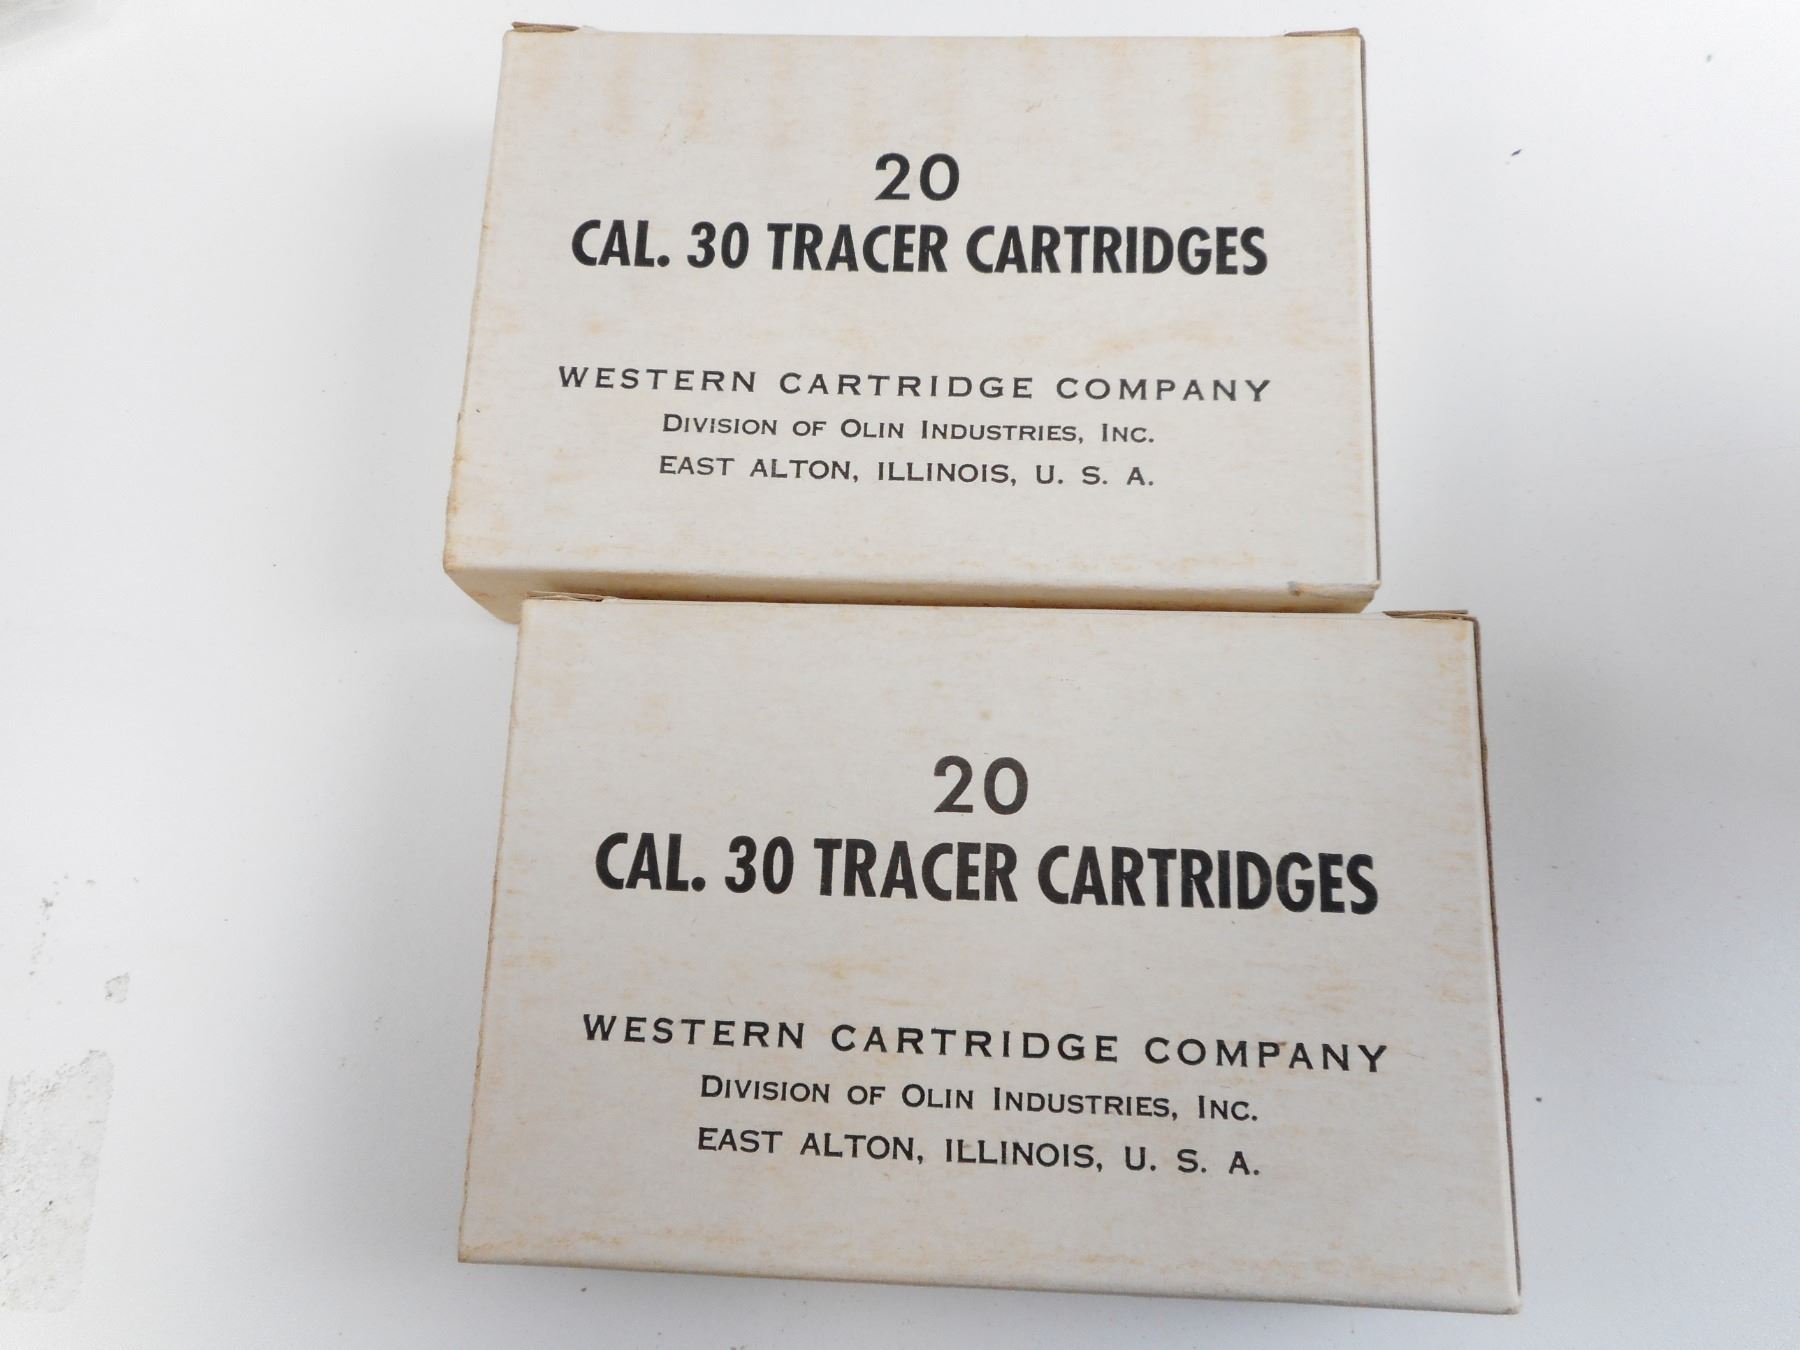 20
CAL. 30 TRACER CARTRIDGES
WESTERN CARTRIDGE COMPANY
DIVISION OF OLIN INDUSTRIES, INC.
EAST ALTON, ILLINOIS, U. S. A.
20
CAL. 30 TRACER CARTRIDGES
WESTERN CARTRIDGE COMPANY
DIVISION OF OLIN INDUSTRIES, INC.
EAST ALTON, ILLINOIS, U. S. A.